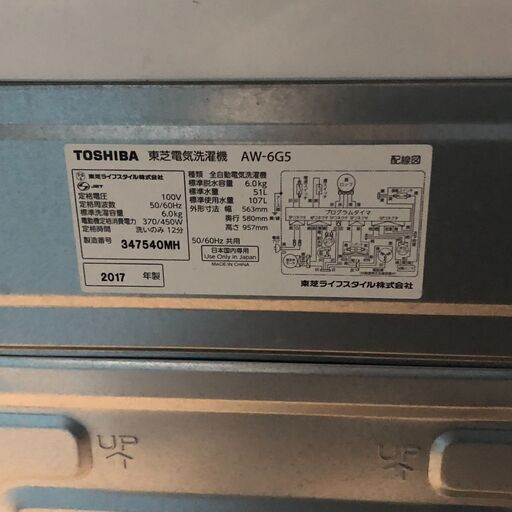 TOSHIBA 東芝電気洗濯機 AW-6G5 配線図
東芝ライフスタイル株式会社
JET
定格電圧 100V
定格周波数 50/60Hz
標準洗濯容量 6.0kg
電動機定格消費電力 370/450W
定格時間 洗いのみ 12分
製造番号 347540MH
2017 年製
種類 全自動電気洗濯機
標準脱水容量 6.0kg
標準水量 51L
標準使用水量 107L
外形寸法 幅 563mm
奥行 580mm
高さ 957mm
50/60Hz 共用
日本国内専用
Use Only in Japan
MADE IN CHINA
プログラムタイマ
東芝ライフスタイル株式会社
UP
UP